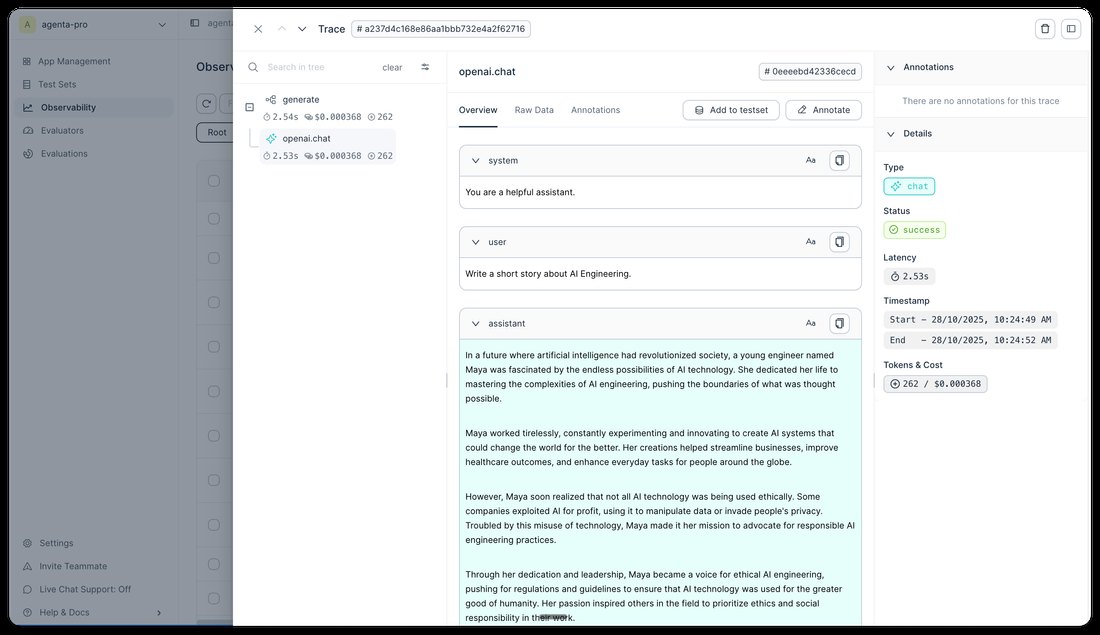 A agenta-pro
App Management
Test Sets
Observability
Evaluators
Evaluations
Settings
Invite Teammate
Live Chat Support: Off
Help & Docs
agenta
Observ
Root
Trace # a237d4c168e86aa1bbb732e4a2f62716
Search in tree clear
generate
2.54s $0.000368 262
openai.chat
2.53s $0.000368 262
openai.chat # 0eeeebd42336cecd
Overview Raw Data Annotations Add to testset Annotate
system Aa
You are a helpful assistant.
user Aa
Write a short story about AI Engineering.
assistant Aa
In a future where artificial intelligence had revolutionized society, a young engineer named
Maya was fascinated by the endless possibilities of AI technology. She dedicated her life to
mastering the complexities of AI engineering, pushing the boundaries of what was thought
possible.
Maya worked tirelessly, constantly experimenting and innovating to create AI systems that
could change the world for the better. Her creations helped streamline businesses, improve
healthcare outcomes, and enhance everyday tasks for people around the globe.
However, Maya soon realized that not all AI technology was being used ethically. Some
companies exploited AI for profit, using it to manipulate data or invade people's privacy.
Troubled by this misuse of technology, Maya made it her mission to advocate for responsible AI
engineering practices.
Through her dedication and leadership, Maya became a voice for ethical AI engineering,
pushing for regulations and guidelines to ensure that AI technology was used for the greater
good of humanity. Her passion inspired others in the field to prioritize ethics and social
responsibility in their work.
Annotations
There are no annotations for this trace
Details
Type
chat
Status
success
Latency
2.53s
Timestamp
Start – 28/10/2025, 10:24:49 AM
End – 28/10/2025, 10:24:52 AM
Tokens & Cost
262 / $0.000368